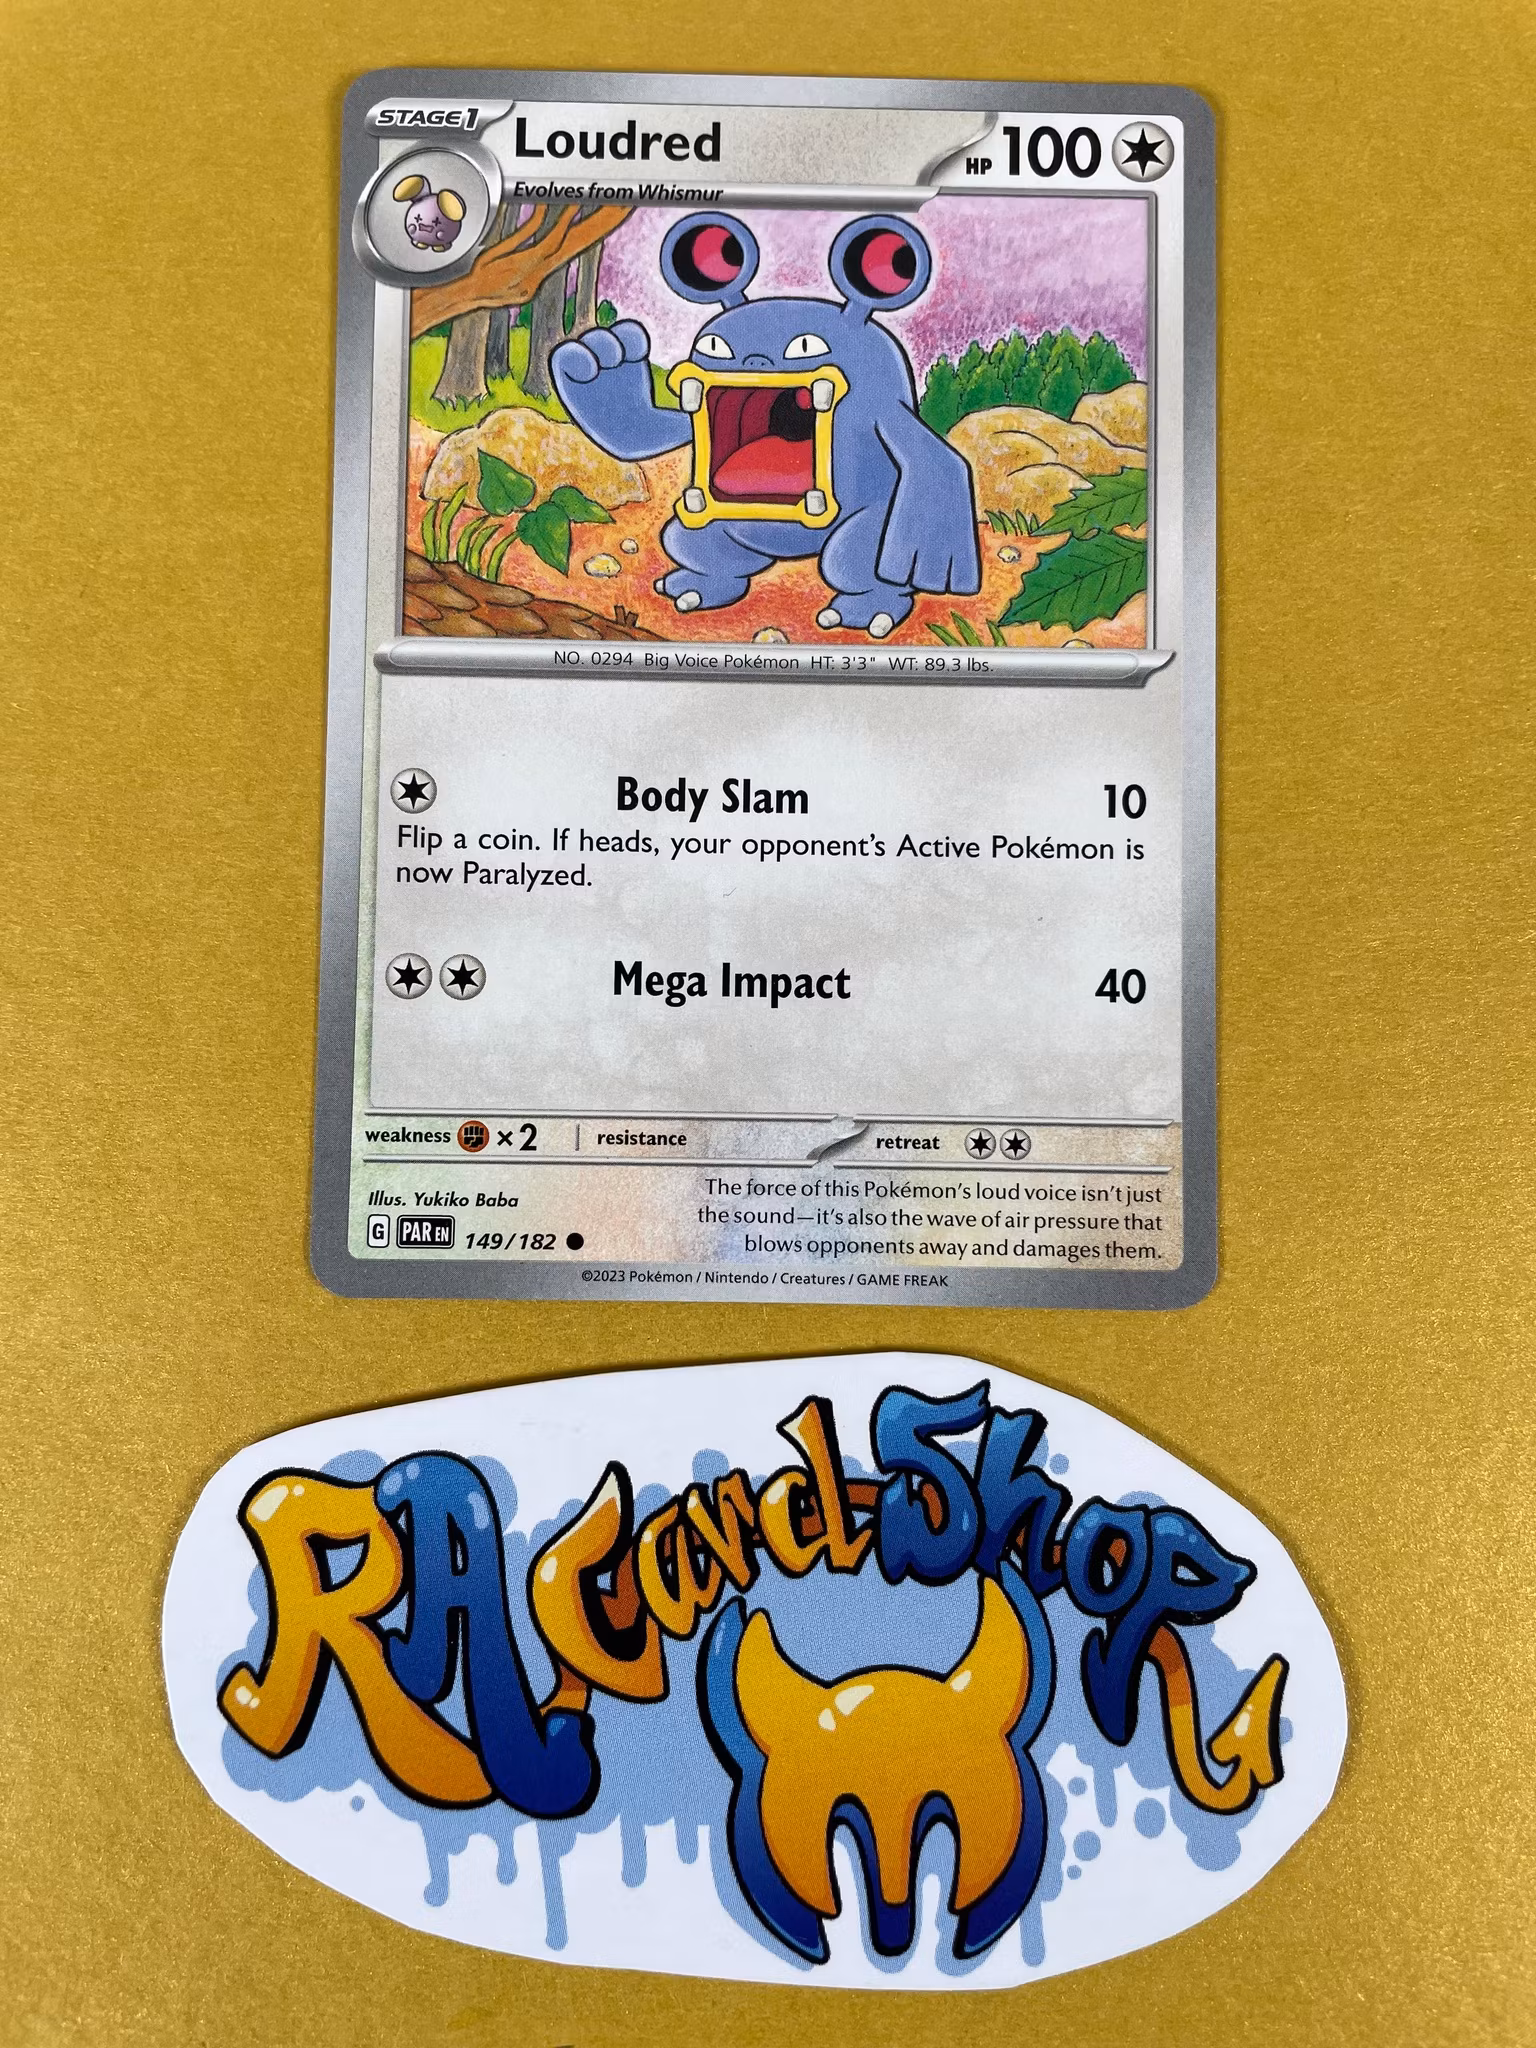 STAGE1
Loudred
HP 100
Evolves from Whismur
NO. 0294 Big Voice Pokémon HT: 3'3" WT: 89.3 lbs.
Body Slam 10
Flip a coin. If heads, your opponent's Active Pokémon is
now Paralyzed.
Mega Impact 40
weakness ×2 resistance retreat
Illus. Yukiko Baba
G PAR EN 149/182
The force of this Pokémon's loud voice isn't just
the sound—it's also the wave of air pressure that
blows opponents away and damages them.
©2023 Pokémon / Nintendo / Creatures / GAME FREAK
RA CardShop